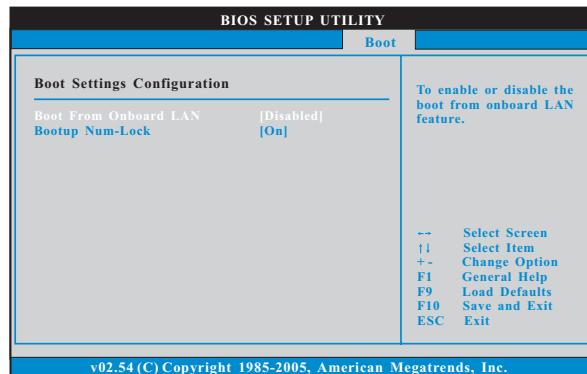 BIOS SETUP UTILITY
Boot
Boot Settings Configuration
Boot From Onboard LAN [Disabled]
Bootup Num-Lock [On]
To enable or disable the
boot from onboard LAN
feature.
←→ Select Screen
↑↓ Select Item
+ - Change Option
F1 General Help
F9 Load Defaults
F10 Save and Exit
ESC Exit
v02.54 (C) Copyright 1985-2005, American Megatrends, Inc.